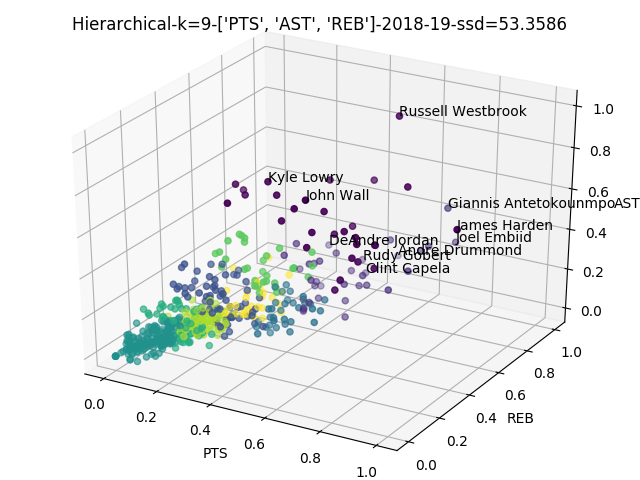 Hierarchical-k=9-['PTS', 'AST', 'REB']-2018-19-ssd=53.3586
Russell Westbrook
Kyle Lowry
John Wall
Giannis Antetokounmpo
AST
James Harden
Joel Embid
DeAndre Jordan
Andre Drummond
Rudy Gobert
Clint Capela
1.0
0.8
0.6
0.4
0.2
0.0
0.0
0.2
0.4
0.6
0.8
1.0
PTS
0.0
0.2
0.4
0.6
0.8
1.0
REB